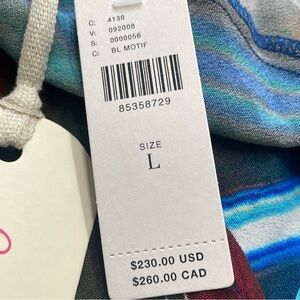 C: 4130
V: 092008
S: 0000056
C: BL MOTIF
85358729
SIZE
L
$230.00 USD
$260.00 CAD